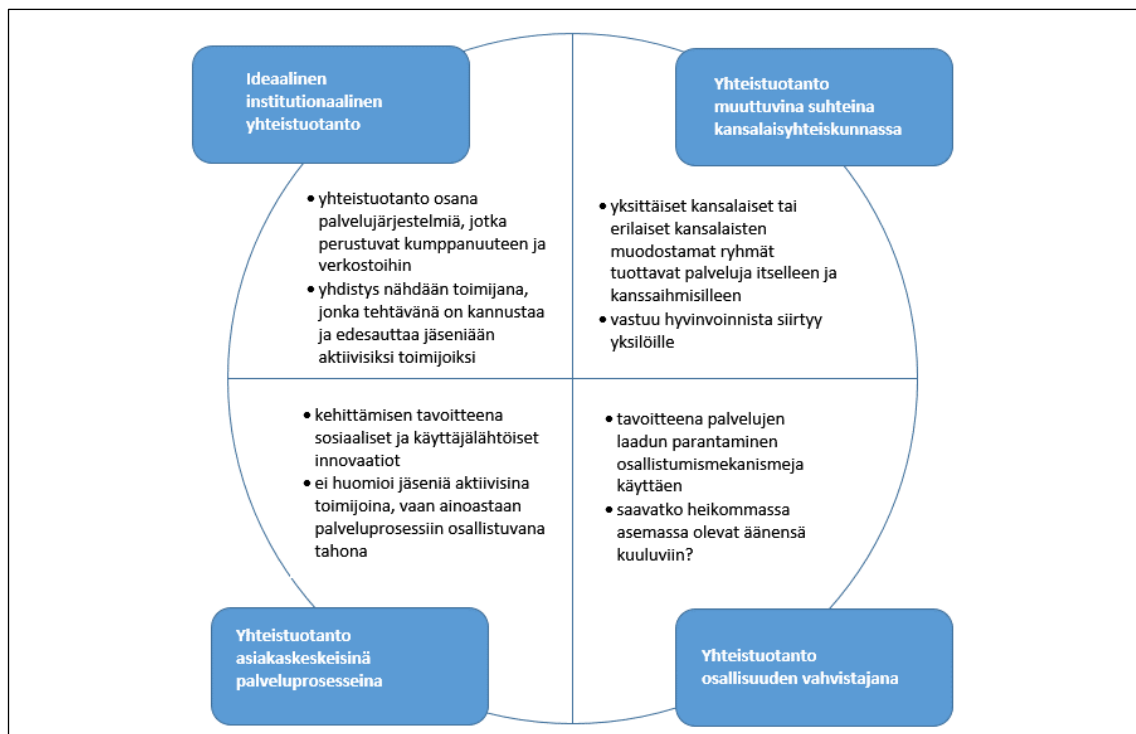 Ideaalinen
institutionaalinen
yhteistuotanto
Yhteistuotanto
muuttuvina suhteina
kansalaisyhteiskunnassa
• yhteistuotanto osana
palvelujärjestelmiä, jotka
perustuvat kumppanuuteen ja
verkostoihin
• yhdistys nähdään toimijana,
jonka tehtävänä on kannustaa
ja edesauttaa jäseniään
aktiivisiksi toimijoiksi
• yksittäiset kansalaiset tai
erilaiset kansalaisten
muodostamat ryhmät
tuottavat palveluja itselleen ja
kanssaihmisilleen
• vastuu hyvinvoinnista siirtyy
yksilöille
• kehittämisen tavoitteena
sosiaaliset ja käyttäjälähtöiset
innovaatiot
• ei huomioi jäseniä aktiivisina
toimijoina, vaan ainoastaan
palveluprosessiin osallistuvana
tahona
• tavoitteena palvelujen
laadun parantaminen
osallistumismekanismeja
käyttäen
• saavatko heikommassa
asemassa olevat äänensä
kuuluviin?
Yhteistuotanto
asiakaskeskeisinä
palveluprosesseina
Yhteistuotanto
osallisuuden vahvistajana